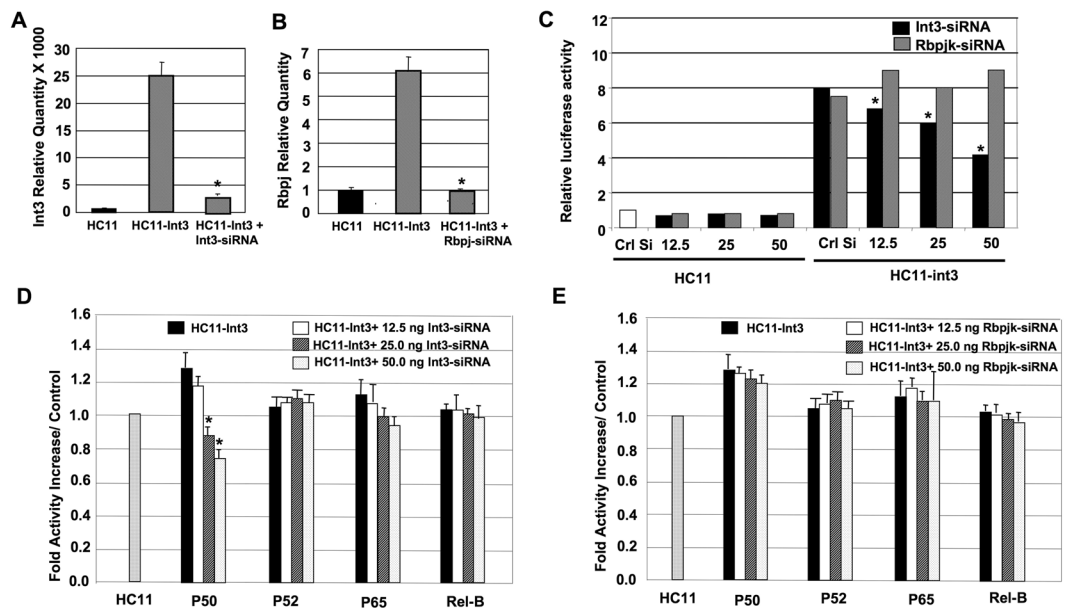 A
Int3 Relative Quantity X 1000
30
25
20
15
10
5
0
*
HC11
HC11-Int3
HC11-Int3 +
Int3-siRNA
B
Rbpj Relative Quantity
7
6
5
4
3
2
1
0
*
HC11
HC11-Int3
HC11-Int3 +
Rbpj-siRNA
C
Relative luciferase activity
12
10
8
6
4
2
0
Int3-siRNA
Rbpjk-siRNA
*
*
*
Crl Si 12.5 25 50 Crl Si 12.5 25 50
HC11 HC11-int3
D
Fold Activity Increase/ Control
1.6
1.4
1.2
1.0
0.8
0.6
0.4
0.2
0.0
HC11-Int3
HC11-Int3+ 12.5 ng Int3-siRNA
HC11-Int3+ 25.0 ng Int3-siRNA
HC11-Int3+ 50.0 ng Int3-siRNA
*
*
HC11 P50 P52 P65 Rel-B
E
Fold Activity Increase/ Control
1.6
1.4
1.2
1.0
0.8
0.6
0.4
0.2
0.0
HC11-Int3
HC11-Int3+ 12.5 ng Rbpjk-siRNA
HC11-Int3+ 25.0 ng Rbpjk-siRNA
HC11-Int3+ 50.0 ng Rbpjk-siRNA
HC11 P50 P52 P65 Rel-B